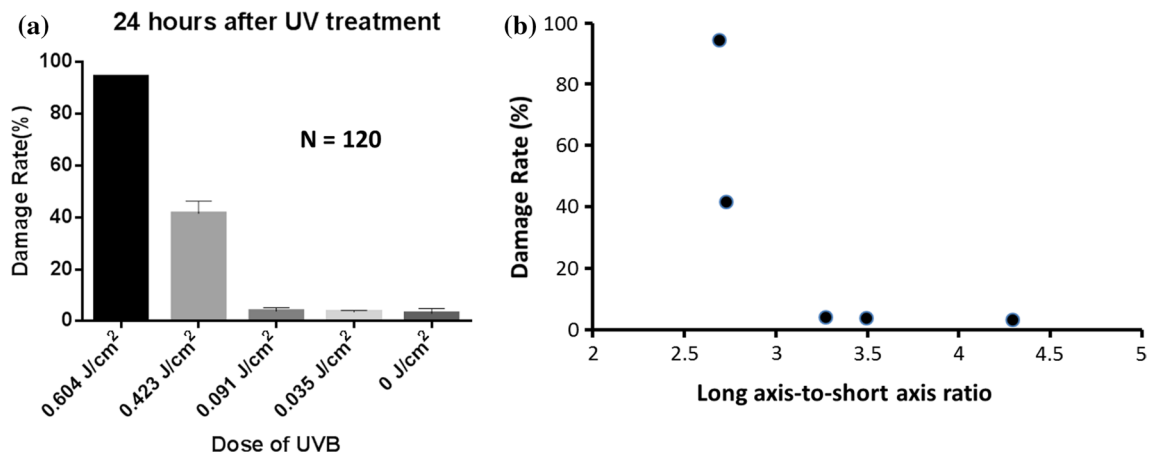 (a)
24 hours after UV treatment
Damage Rate(% )
100
80
60
40
20
0
N = 120
0.604 J/cm²
0.423 J/cm²
0.091 J/cm²
0.035 J/cm²
0 J/cm²
Dose of UVB
(b)
Damage Rate (%)
100
80
60
40
20
0
2
2.5
3
3.5
4
4.5
5
Long axis-to-short axis ratio